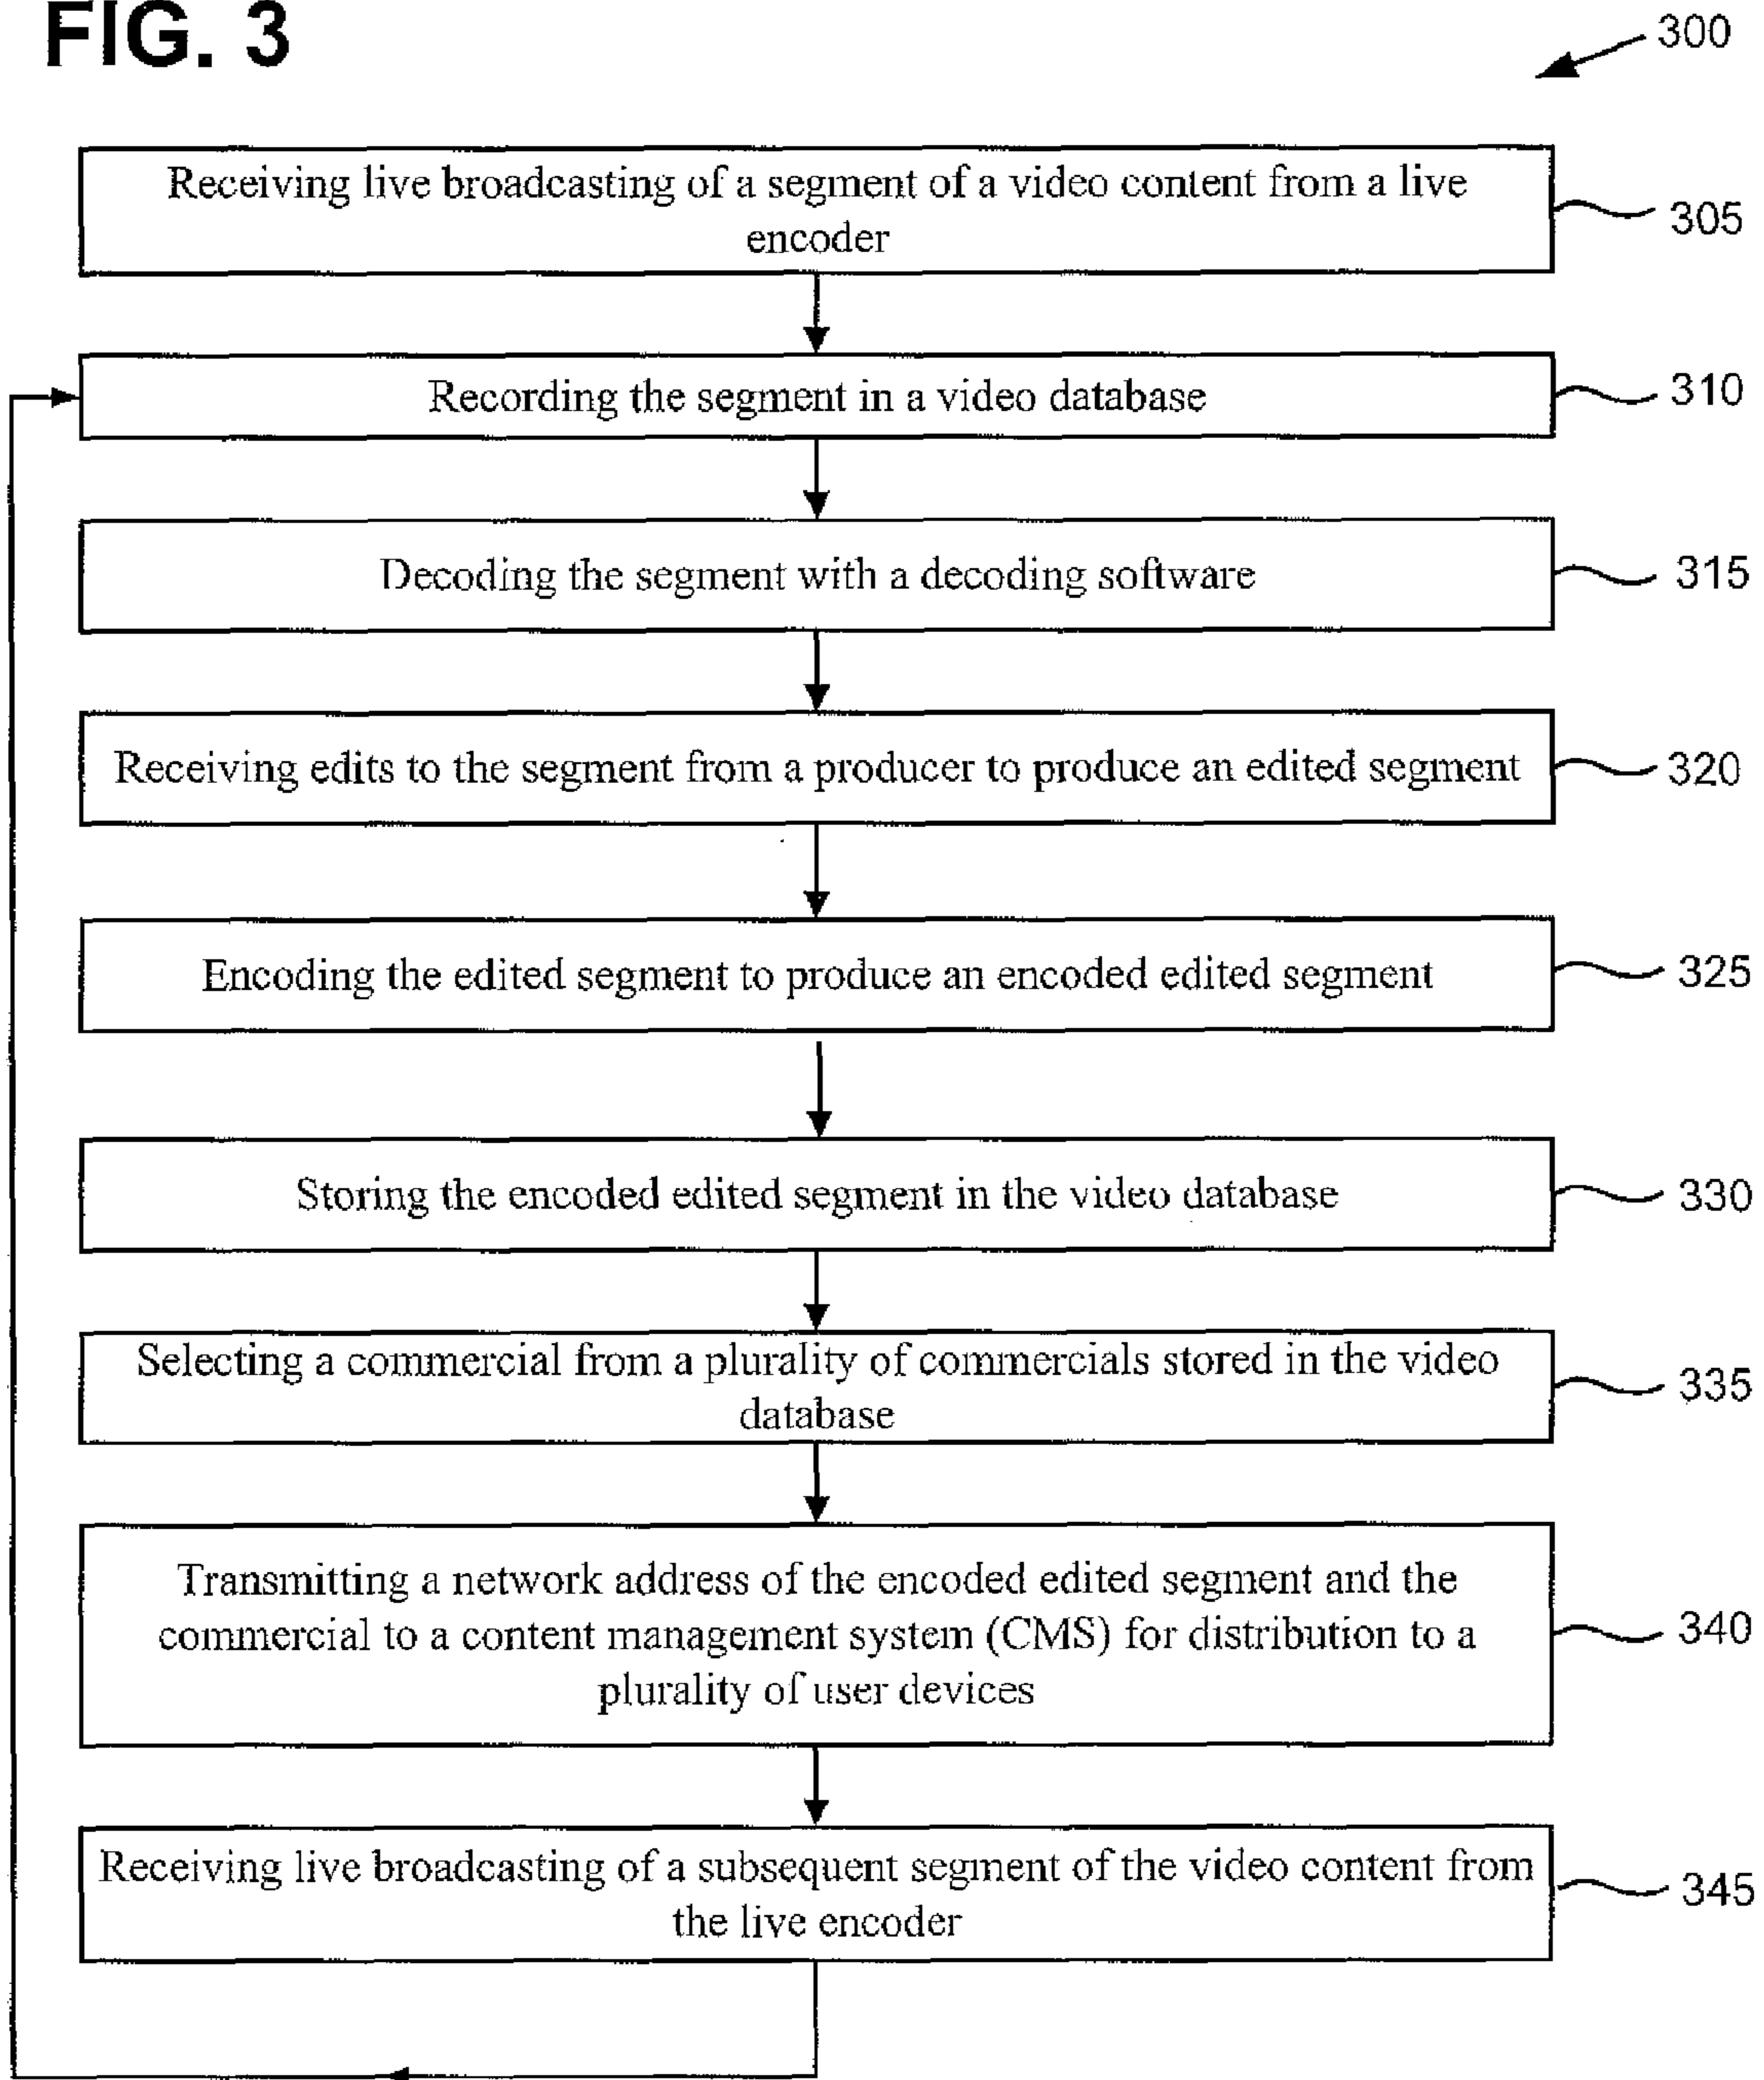 FIG. 3
300
Receiving live broadcasting of a segment of a video content from a live
encoder
305
Recording the segment in a video database
310
Decoding the segment with a decoding software
315
Receiving edits to the segment from a producer to produce an edited segment
320
Encoding the edited segment to produce an encoded edited segment
325
Storing the encoded edited segment in the video database
330
Selecting a commercial from a plurality of commercials stored in the video
database
335
Transmitting a network address of the encoded edited segment and the
commercial to a content management system (CMS) for distribution to a
plurality of user devices
340
Receiving live broadcasting of a subsequent segment of the video content from
the live encoder
345